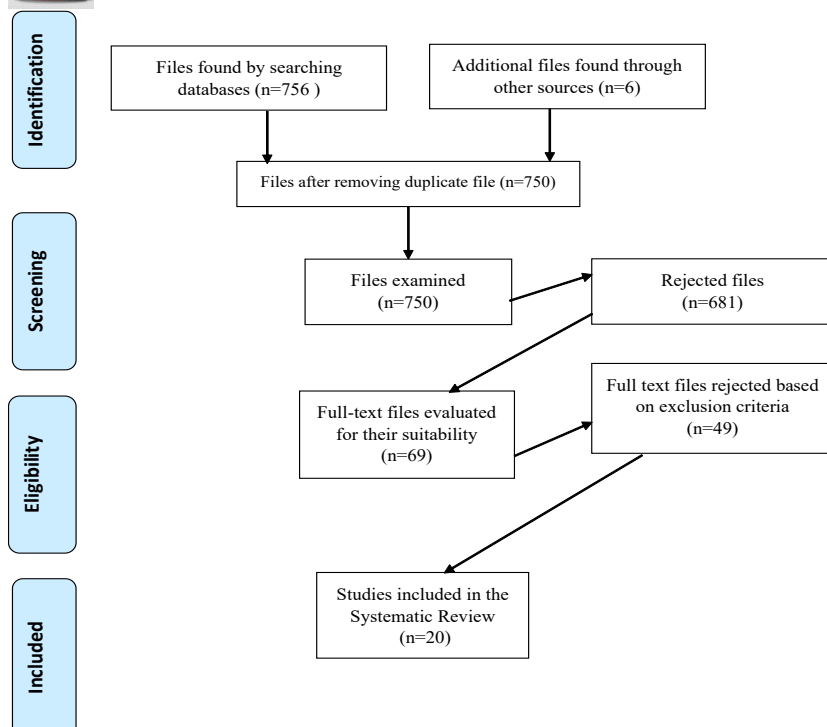 Identification
Files found by searching
databases (n=756 )
Additional files found through
other sources (n=6)
Files after removing duplicate file (n=750)
Screening
Files examined
(n=750)
Rejected files
(n=681)
Eligibility
Full-text files evaluated
for their suitability
(n=69)
Full text files rejected based
on exclusion criteria
(n=49)
Included
Studies included in the
Systematic Review
(n=20)